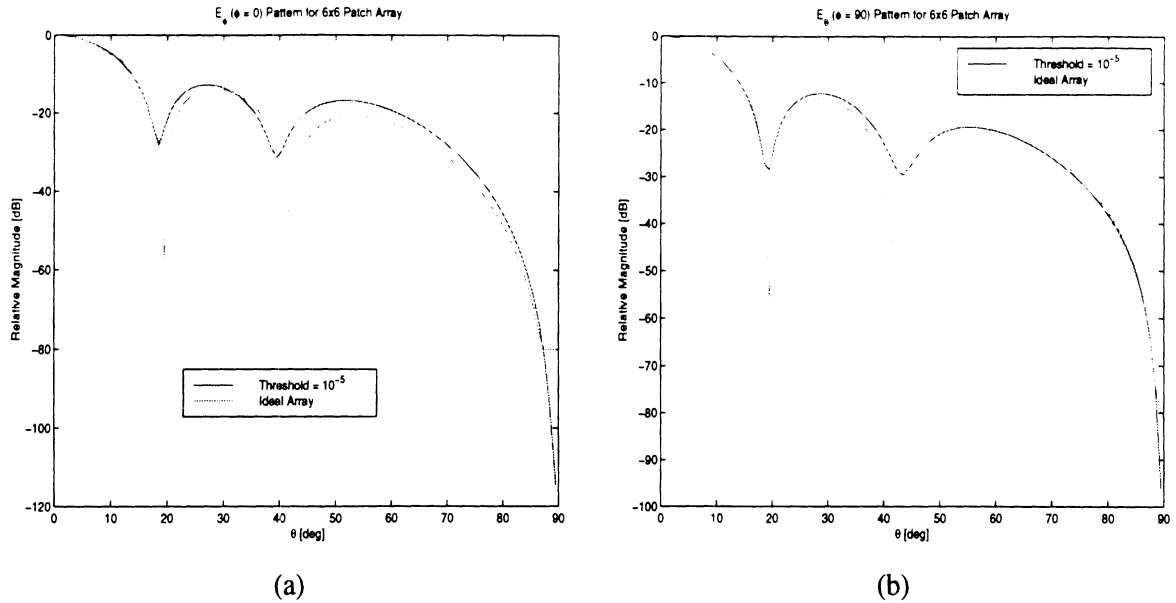 E_φ (φ = 0) Pattern for 6x6 Patch Array
Relative Magnitude [dB]
0
-20
-40
-60
-80
-100
-120
Threshold = 10^-5
Ideal Array
0 10 20 30 40 50 60 70 80 90
θ [deg]
(a)
E_θ (φ = 90) Pattern for 6x6 Patch Array
Relative Magnitude [dB]
0
-10
-20
-30
-40
-50
-60
-70
-80
-90
-100
Threshold = 10^-5
Ideal Array
0 10 20 30 40 50 60 70 80 90
θ [deg]
(b)